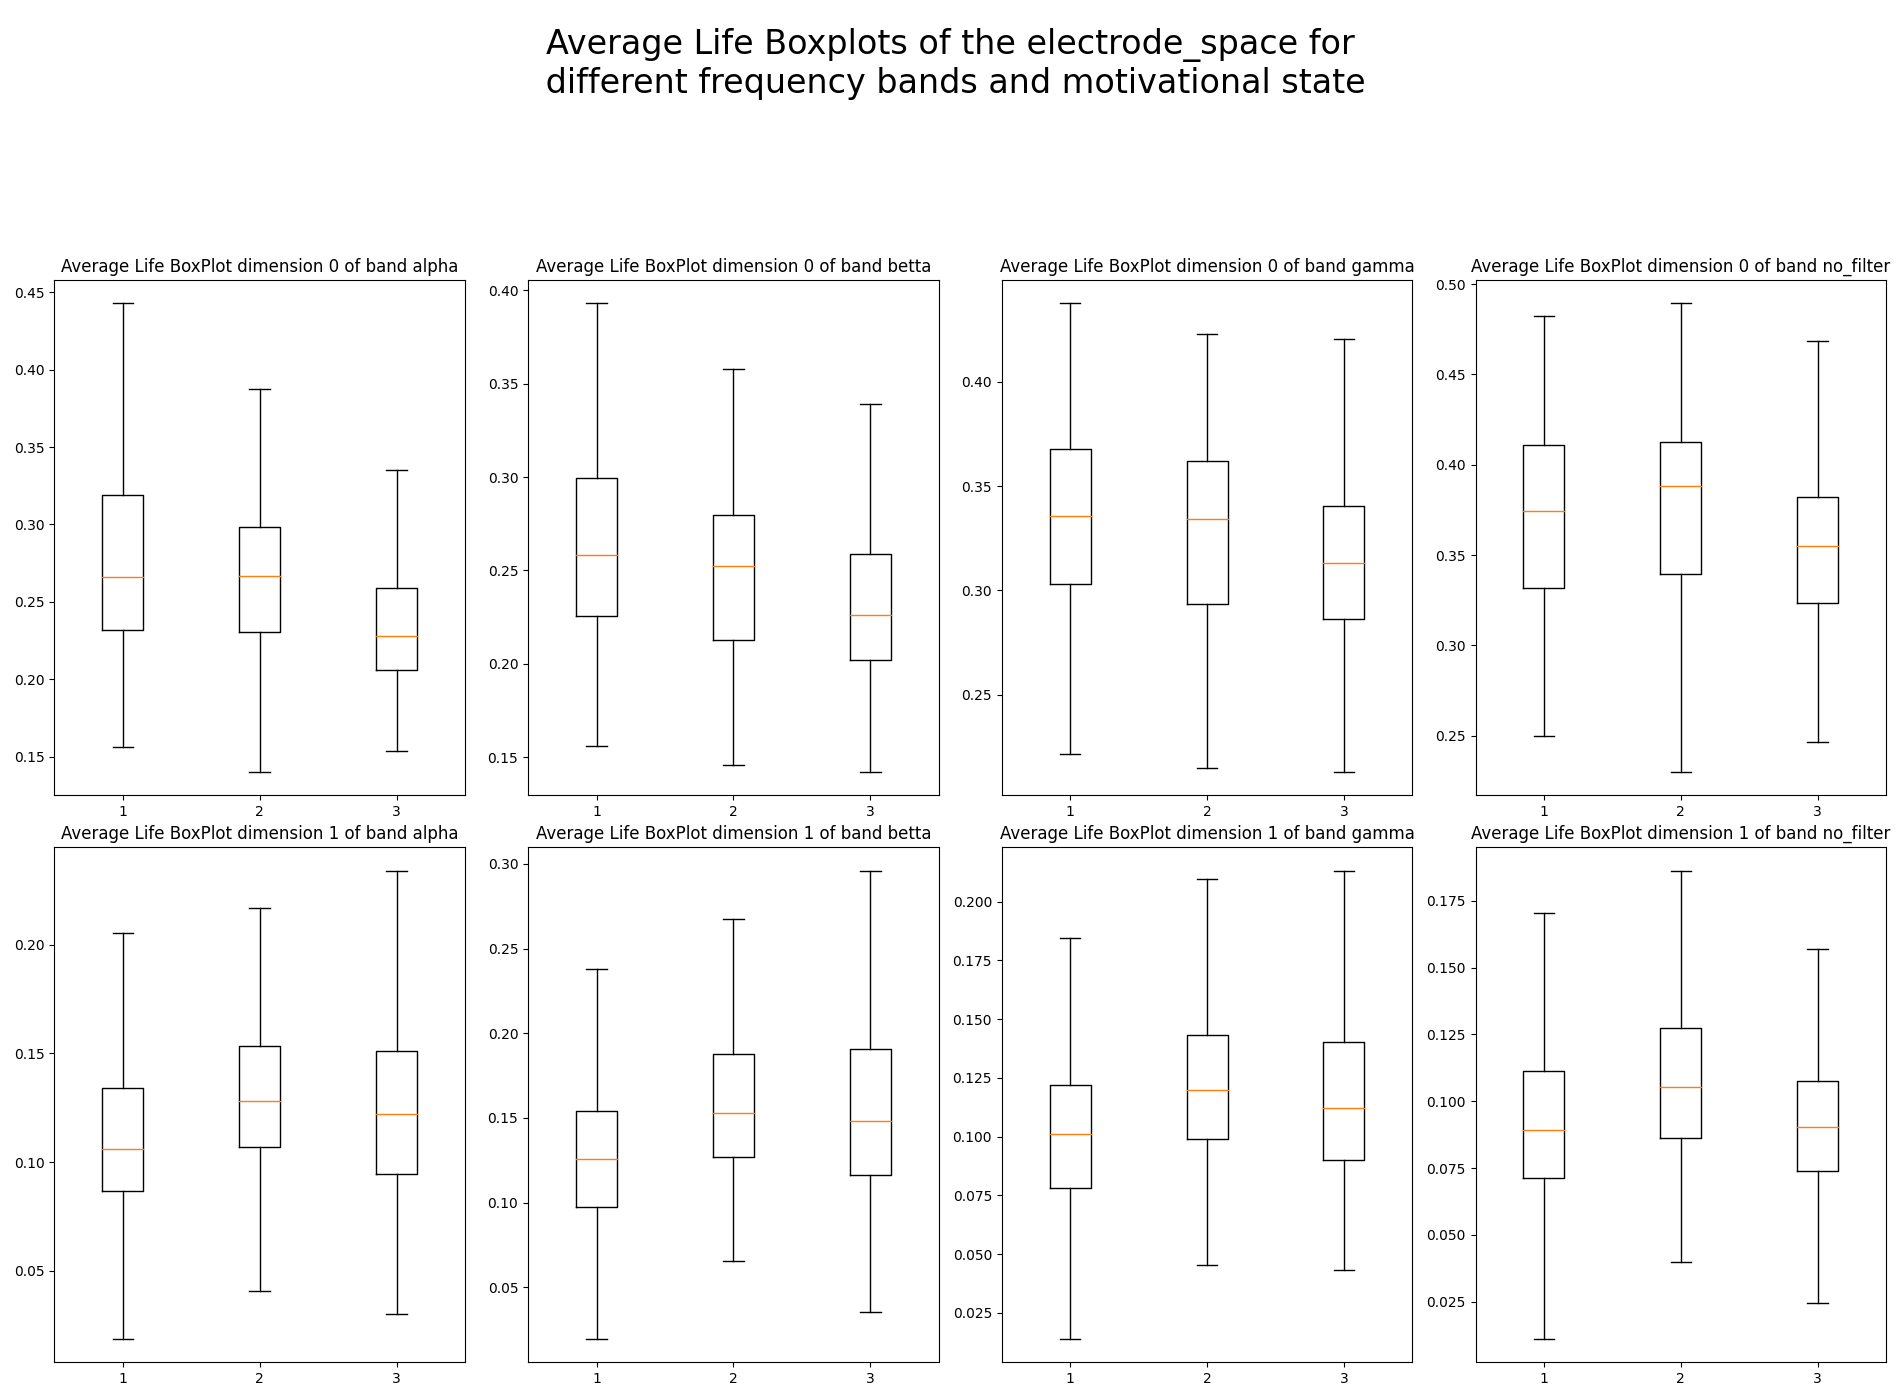 Average Life Boxplots of the electrode_space for
different frequency bands and motivational state
Average Life BoxPlot dimension 0 of band alpha
0.45
0.40
0.35
0.30
0.25
0.20
0.15
1 2 3
Average Life BoxPlot dimension 0 of band betta
0.40
0.35
0.30
0.25
0.20
0.15
1 2 3
Average Life BoxPlot dimension 0 of band gamma
0.40
0.35
0.30
0.25
1 2 3
Average Life BoxPlot dimension 0 of band no_filter
0.50
0.45
0.40
0.35
0.30
0.25
1 2 3
Average Life BoxPlot dimension 1 of band alpha
0.20
0.15
0.10
0.05
1 2 3
Average Life BoxPlot dimension 1 of band betta
0.30
0.25
0.20
0.15
0.10
0.05
1 2 3
Average Life BoxPlot dimension 1 of band gamma
0.200
0.175
0.150
0.125
0.100
0.075
0.050
0.025
1 2 3
Average Life BoxPlot dimension 1 of band no_filter
0.175
0.150
0.125
0.100
0.075
0.050
0.025
1 2 3